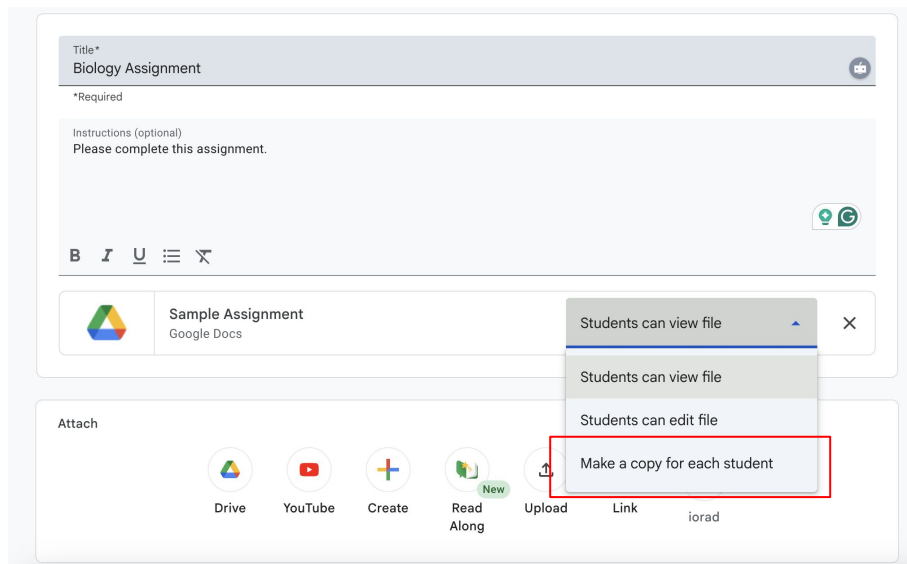 Title*
Biology Assignment
*Required
Instructions (optional)
Please complete this assignment.
B I U
Sample Assignment
Google Docs
Students can view file
Students can view file
Students can edit file
Make a copy for each student
Attach
New
Drive
YouTube
Create
Read
Along
Upload
Link
iorad